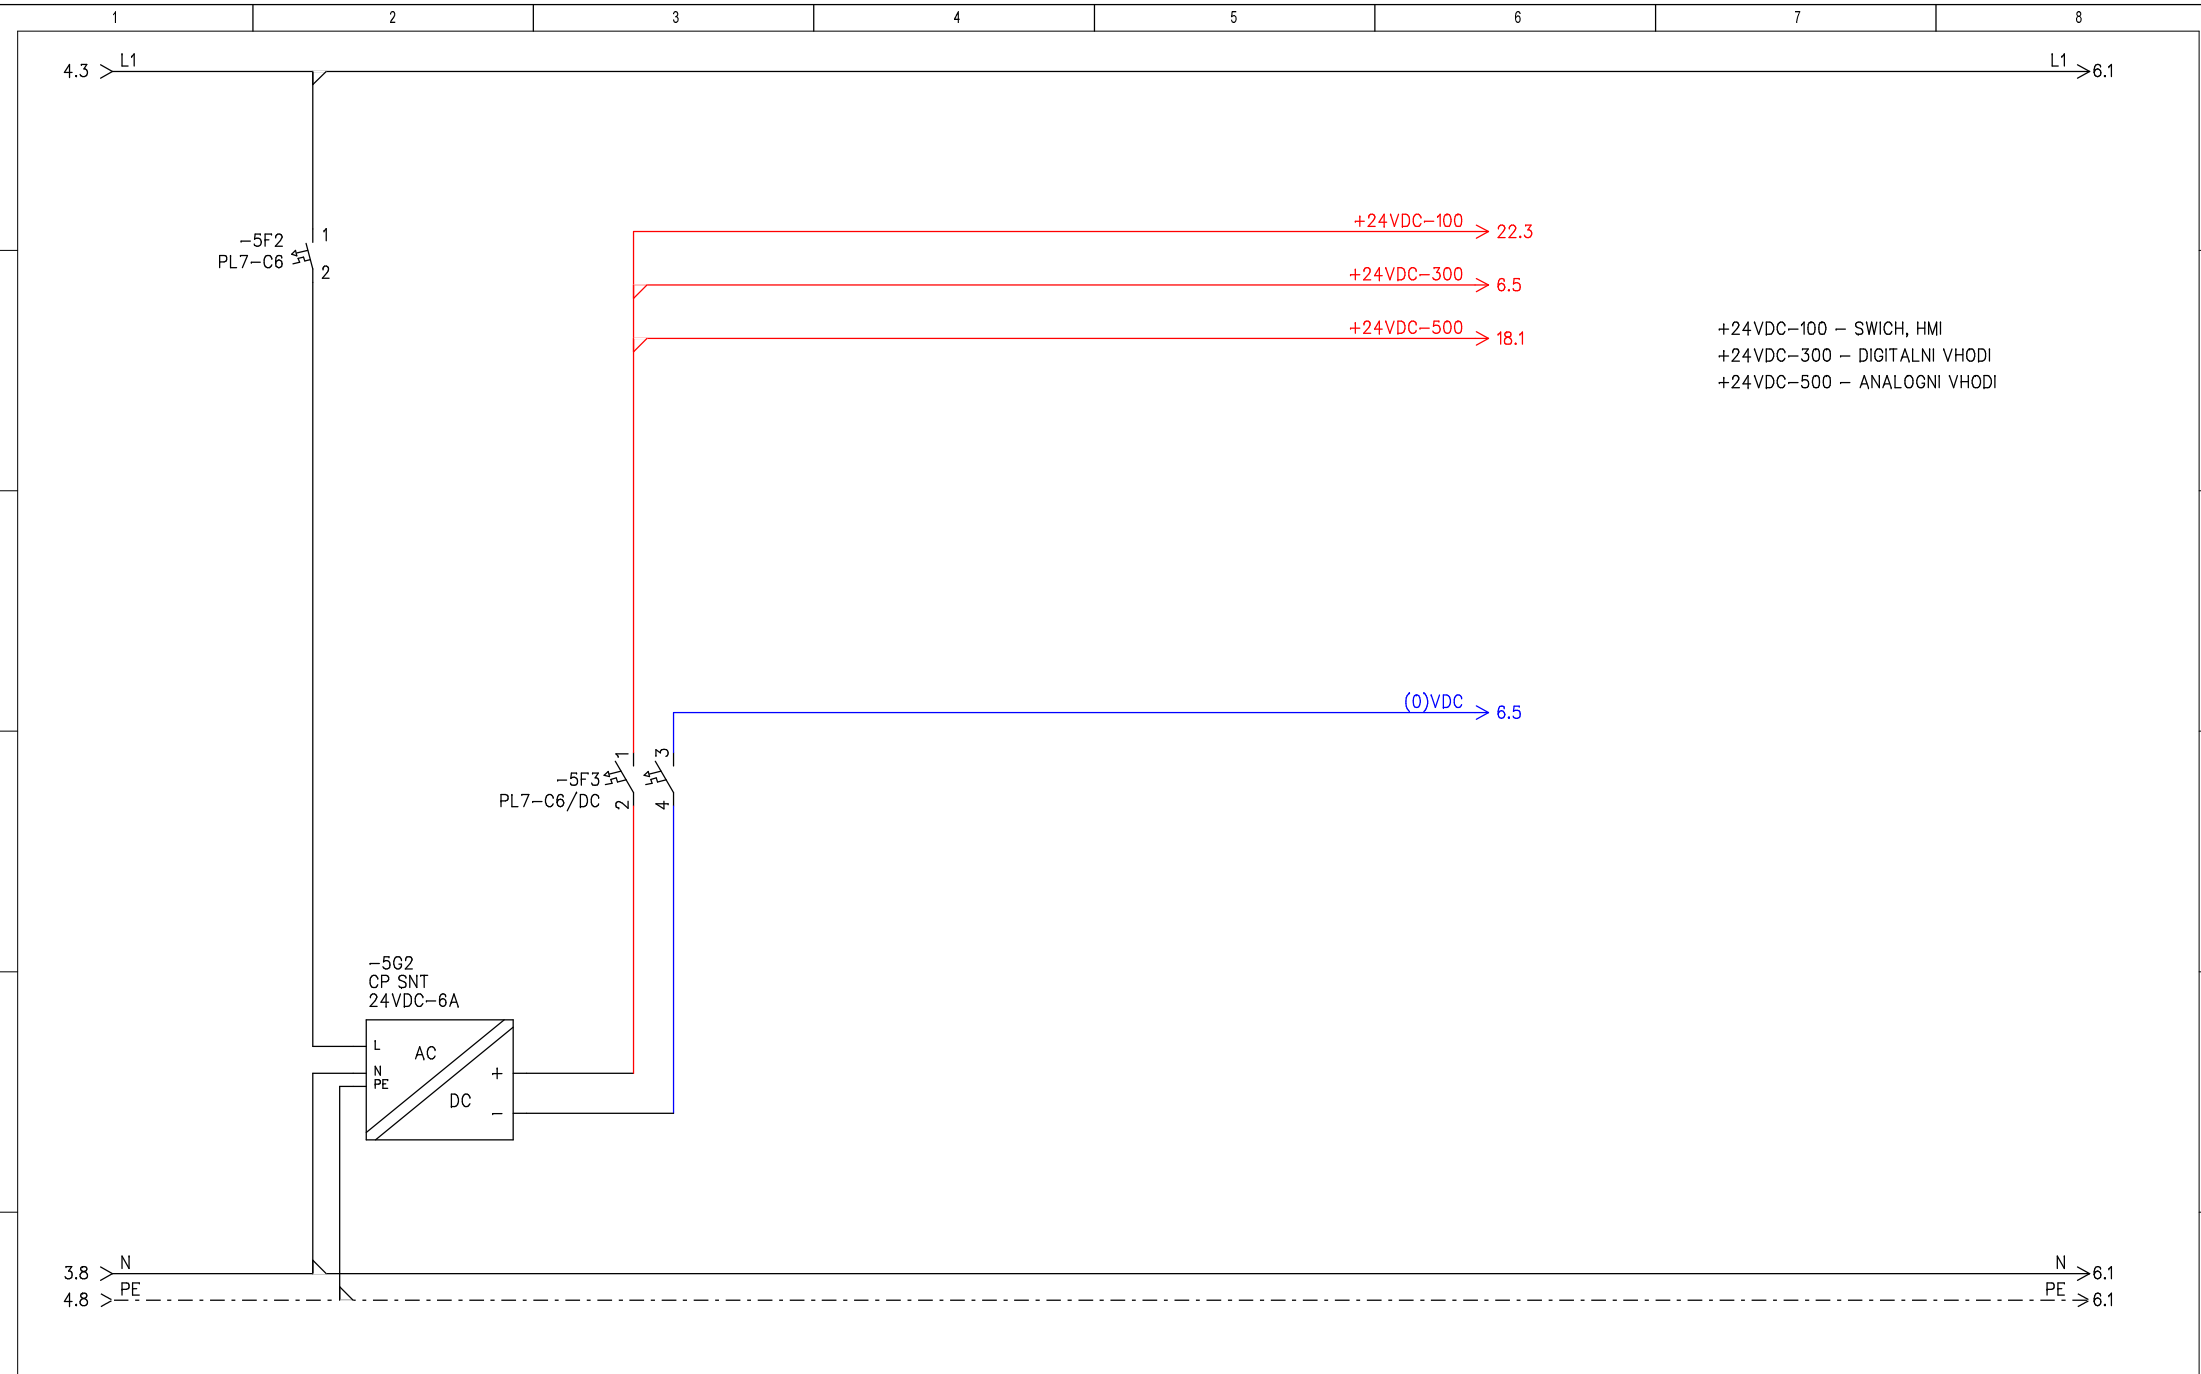 1 2 3 4 5 6 7 8
4.3 L1 L1 6.1
+24VDC-100 22.3
-5F2 1
PL7-C6
2
+24VDC-300 6.5
+24VDC-500 18.1
+24VDC-100 - SWICH, HMI
+24VDC-300 - DIGITALNI VHODI
+24VDC-500 - ANALOGNI VHODI
(0)VDC 6.5
1 3
-5F3
PL7-C6/DC 2 4
-5G2
CP SNT
24VDC-6A
L AC
N +
PE
DC -
3.8 N N 6.1
4.8 PE PE 6.1